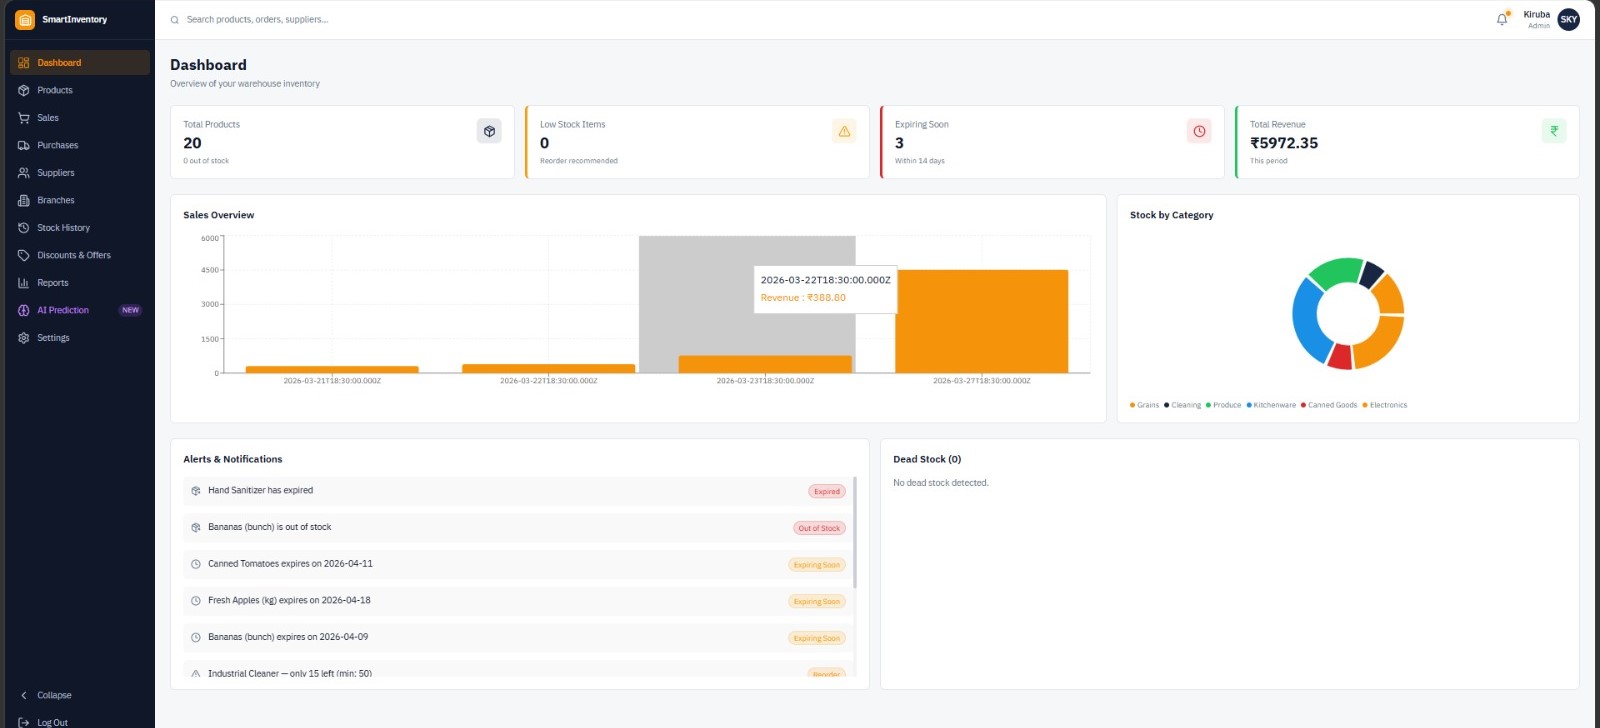 SmartInventory
Search products, orders, suppliers...
Kiruba
Admin
SKY
Dashboard
Products
Sales
Purchases
Suppliers
Branches
Stock History
Discounts & Offers
Reports
AI Prediction NEW
Settings
Collapse
Log Out
Dashboard
Overview of your warehouse inventory
Total Products
20
0 out of stock
Low Stock Items
0
Reorder recommended
Expiring Soon
3
Within 14 days
Total Revenue
₹5972.35
This period
₹
Sales Overview
6000
4500
3000
1500
0
2026-03-22T18:30:00.000Z
Revenue : ₹388.80
2026-03-21T18:30:00.000Z 2026-03-22T18:30:00.000Z 2026-03-23T18:30:00.000Z 2026-03-27T18:30:00.000Z
Stock by Category
Grains Cleaning Produce Kitchenware Canned Goods Electronics
Alerts & Notifications
Hand Sanitizer has expired Expired
Bananas (bunch) is out of stock Out of Stock
Canned Tomatoes expires on 2026-04-11 Expiring Soon
Fresh Apples (kg) expires on 2026-04-18 Expiring Soon
Bananas (bunch) expires on 2026-04-09 Expiring Soon
Industrial Cleaner — only 15 left (min: 50) Reorder
Dead Stock (0)
No dead stock detected.